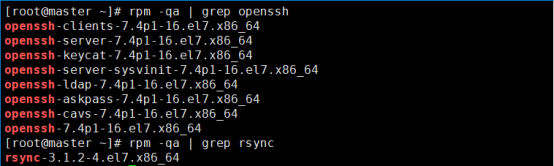 [root@master ~]# rpm -qa | grep openssh
openssh-clients-7.4p1-16.el7.x86_64
openssh-server-7.4p1-16.el7.x86_64
openssh-keycat-7.4p1-16.el7.x86_64
openssh-server-sysvinit-7.4p1-16.el7.x86_64
openssh-ldap-7.4p1-16.el7.x86_64
openssh-askpass-7.4p1-16.el7.x86_64
openssh-cavs-7.4p1-16.el7.x86_64
openssh-7.4p1-16.el7.x86_64
[root@master ~]# rpm -qa | grep rsync
rsync-3.1.2-4.el7.x86_64